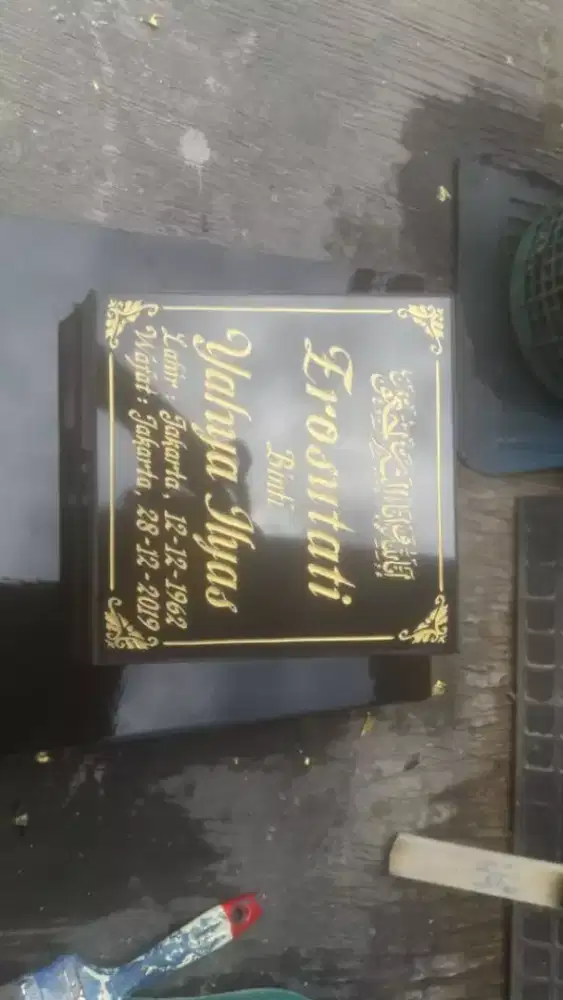 Erosutati
Binti
Yahya Ilyas
Lahir : Jakarta, 12-12-1962
Wafat : Jakarta, 28-12-2019